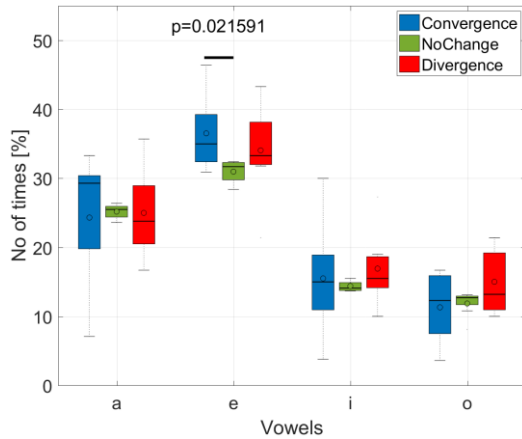 p=0.021591
Convergence
NoChange
Divergence
No of times [%]
50
40
30
20
10
0
a e i o
Vowels